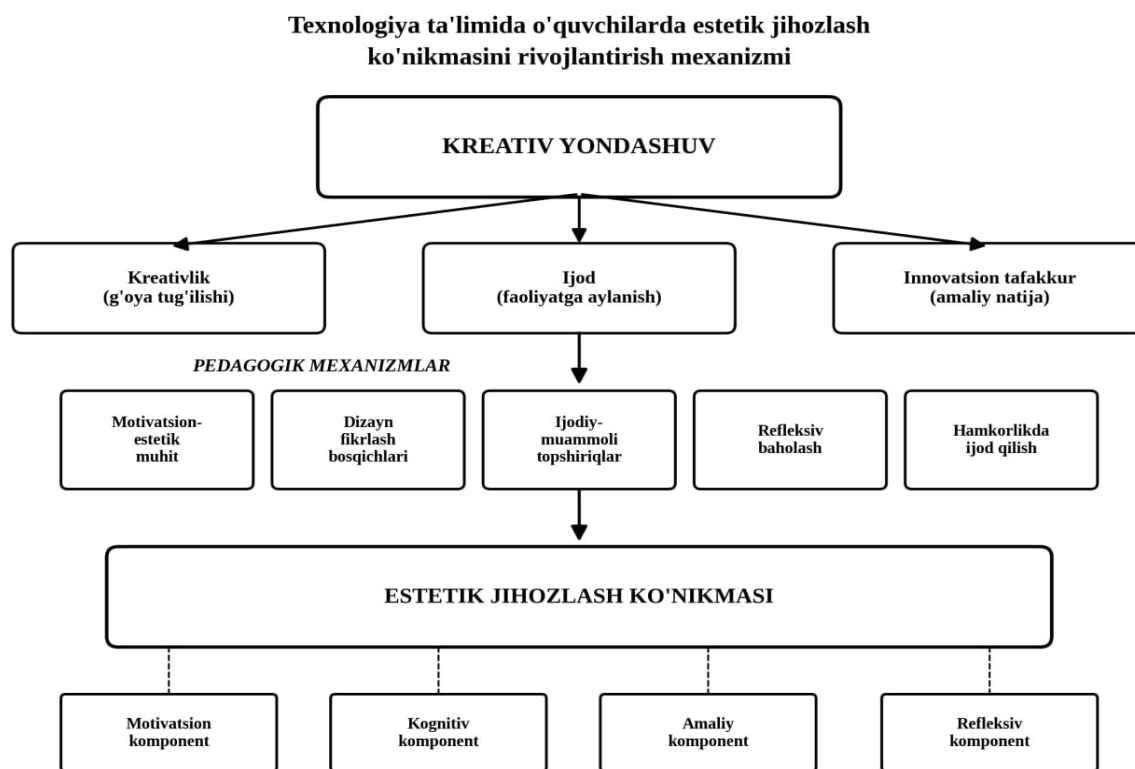 Texnologiya ta'limida o'quvchilarda estetik jihozlash
ko'nikmasini rivojlantirish mexanizmi
KREATIV YONDASHUV
Kreativlik
(g'oya tug'ilishi)
Ijod
(faoliyatga aylanish)
Innovatsion tafakkur
(amaliy natija)
PEDAGOGIK MEXANIZMLAR
Motivatsion-
estetik
muhit
Dizayn
fikrlash
bosqichlari
Ijodiy-
muammoli
topshiriqlar
Refleksiv
baholash
Hamkorlikda
ijod qilish
ESTETIK JIHOZLASH KO'NIKMASI
Motivatsion
komponent
Kognitiv
komponent
Amaliy
komponent
Refleksiv
komponent